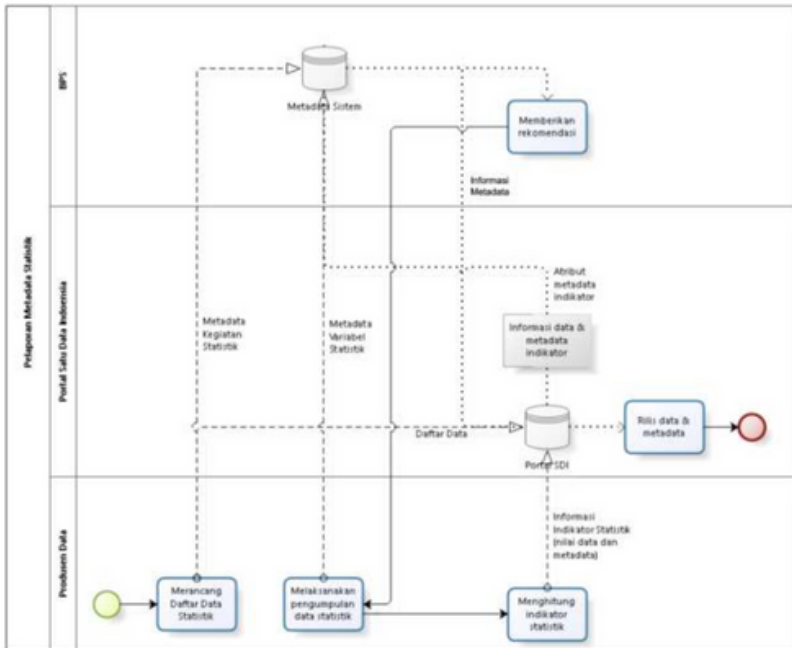 Pelaporan Metadata Statistik
BPS
Metadata Sistem
Memberikan
rekomendasi
Informasi
Metadata
Portal Satu Data Indoensia
Metadata
Kegiatan
Statistik
Metadata
Variabel
Statistik
Atribut
metadata
indikator
Informasi data &
metadata
indikator
Daftar Data
Portal SDI
Rilis data &
metadata
Produsen Data
Informasi
Indikator Statistik
(nilai data dan
metadata)
Merancang
Daftar Data
Statistik
Melaksanakan
pengumpulan
data statistik
Menghitung
indikator
statistik